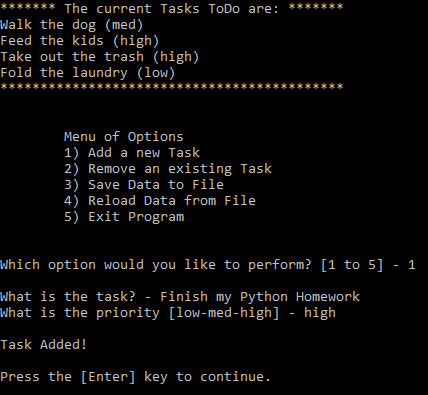 ******* The current Tasks ToDo are: *******
Walk the dog (med)
Feed the kids (high)
Take out the trash (high)
Fold the laundry (low)
*******************************************
Menu of Options
1) Add a new Task
2) Remove an existing Task
3) Save Data to File
4) Reload Data from File
5) Exit Program
Which option would you like to perform? [1 to 5] - 1
What is the task? - Finish my Python Homework
What is the priority [low-med-high] - high
Task Added!
Press the [Enter] key to continue.